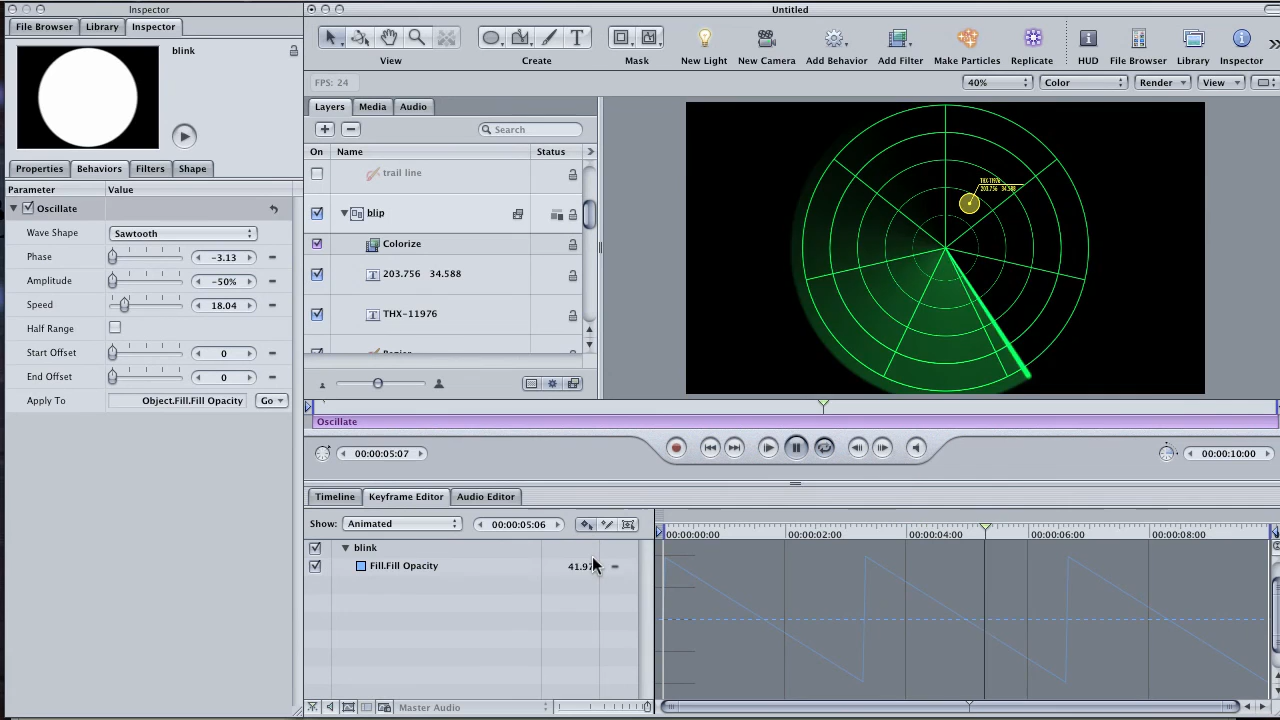 Inspector
Untitled
File Browser
Library
Inspector
blink
View
Create
Mask
New Light
New Camera
Add Behavior
Add Filter
Make Particles
Replicate
HUD
File Browser
Library
Inspector
FPS: 24
40%
Color
Render
View
Layers
Media
Audio
Search
On
Name
Status
trail line
blip
Colorize
203.756 34.588
THX-11976
THX-11976
203.756 34.588
Properties
Behaviors
Filters
Shape
Parameter
Value
Oscillate
Wave Shape
Sawtooth
Phase
-3.13
Amplitude
-50%
Speed
18.04
Half Range
Start Offset
0
End Offset
0
Apply To
Object.Fill.Fill Opacity
Go
Oscillate
00:00:05:07
00:00:10:00
Timeline
Keyframe Editor
Audio Editor
Show:
Animated
00:00:05:06
00:00:00:00
00:00:02:00
00:00:04:00
00:00:06:00
00:00:08:00
blink
Fill.Fill Opacity
Master Audio